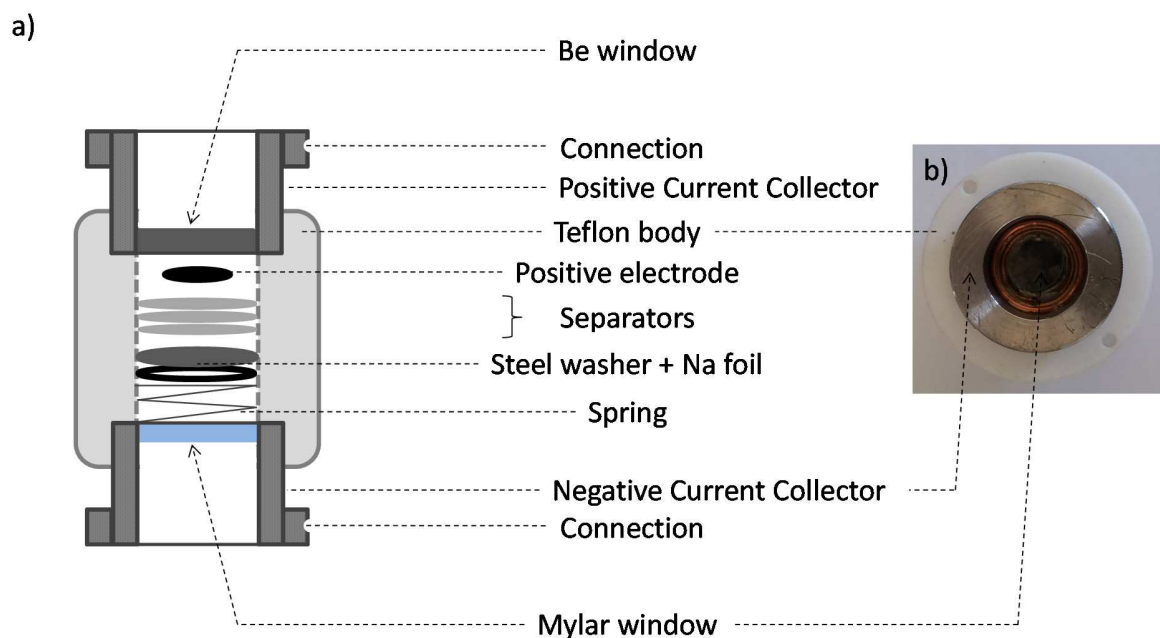 a)
Be window
Connection
Positive Current Collector
b)
Teflon body
Positive electrode
Separators
Steel washer + Na foil
Spring
Negative Current Collector
Connection
Mylar window